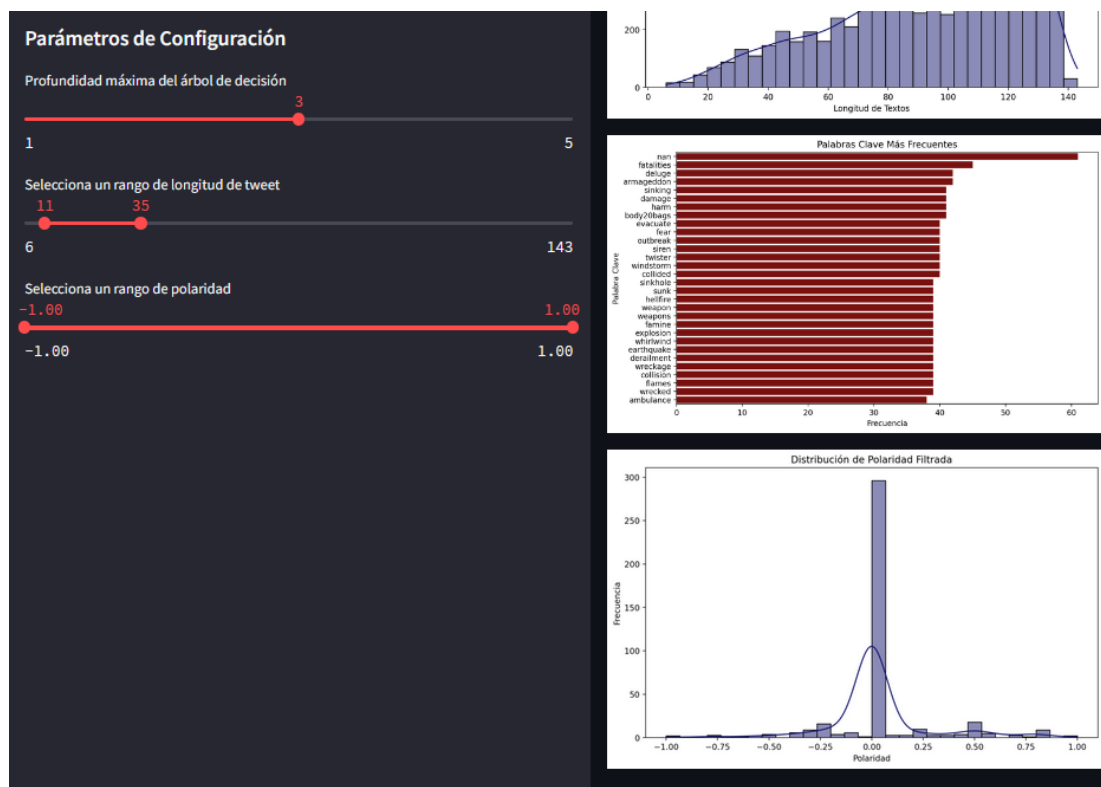 Parámetros de Configuración
Profundidad máxima del árbol de decisión
3
1 5
Selecciona un rango de longitud de tweet
11 35
6 143
Selecciona un rango de polaridad
-1.00 1.00
-1.00 1.00
200
0
0 20 40 60 80 100 120 140
Longitud de Textos
Palabras Clave Más Frecuentes
Palabra Clave
nan
fatalities
deluge
armageddon
sinking
damage
harm
body20bags
evacuate
fear
outbreak
siren
twister
windstorm
collided
sinkhole
sunk
hellfire
weapon
weapons
famine
explosion
whirlwind
earthquake
derailment
wreckage
collision
flames
wrecked
ambulance
0 10 20 30 40 50 60
Frecuencia
Distribución de Polaridad Filtrada
Frecuencia
300
250
200
150
100
50
0
−1.00 −0.75 −0.50 −0.25 0.00 0.25 0.50 0.75 1.00
Polaridad